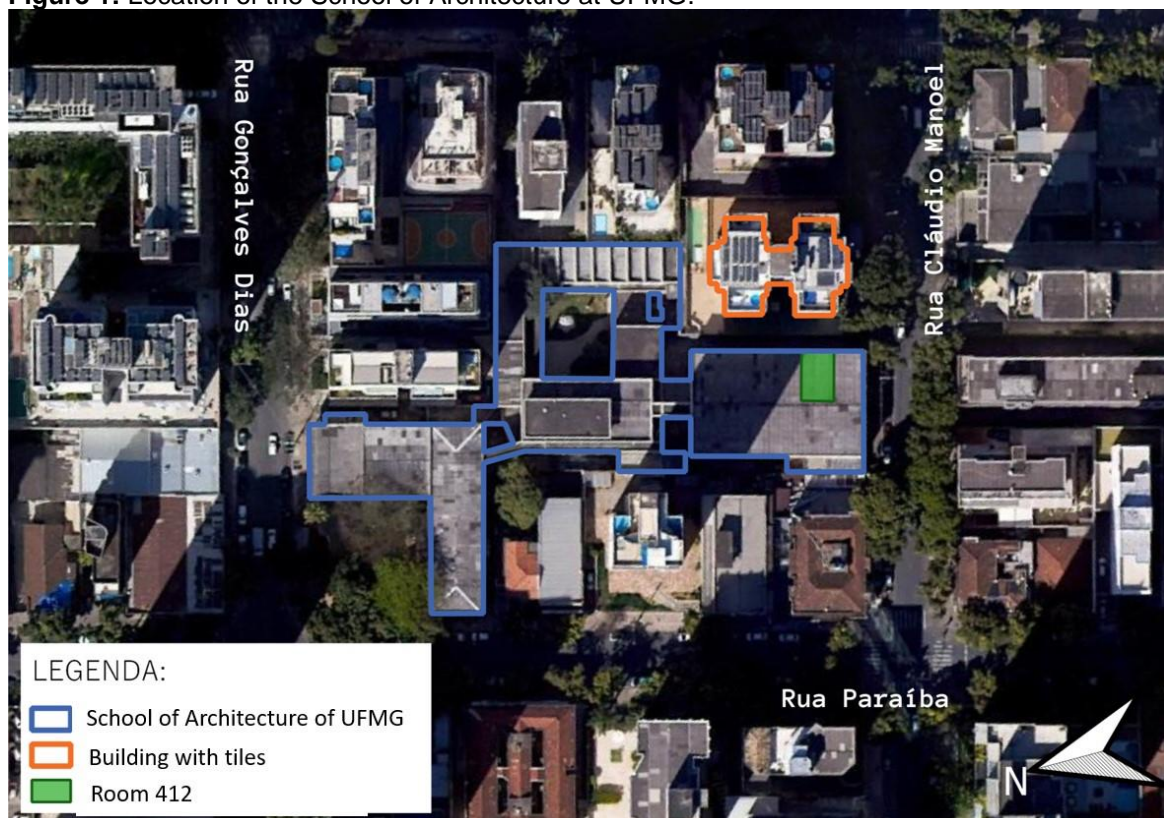 Figure 1. Location of the School of Architecture at UFMG.
Rua Gonçalves Dias
Rua Cláudio Manoel
Rua Paraíba
LEGENDA:
School of Architecture of UFMG
Building with tiles
Room 412
N